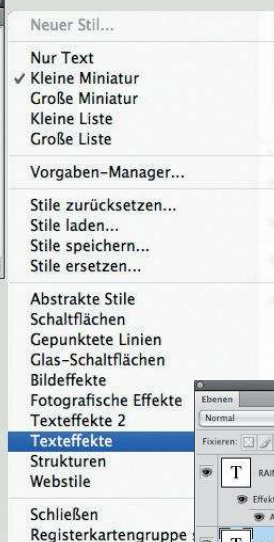 Neuer Stil...
Nur Text
✓ Kleine Miniatur
Große Miniatur
Kleine Liste
Große Liste
Vorgaben-Manager...
Stile zurücksetzen...
Stile laden...
Stile speichern...
Stile ersetzen...
Abstrakte Stile
Schaltflächen
Gepunktete Linien
Glas-Schaltflächen
Bildeffekte
Fotografische Effekte
Texteffekte 2
Texteffekte
Strukturen
Webstile
Schließen
Registerkartengruppe
Ebenen
Normal
Fixieren:
T
T